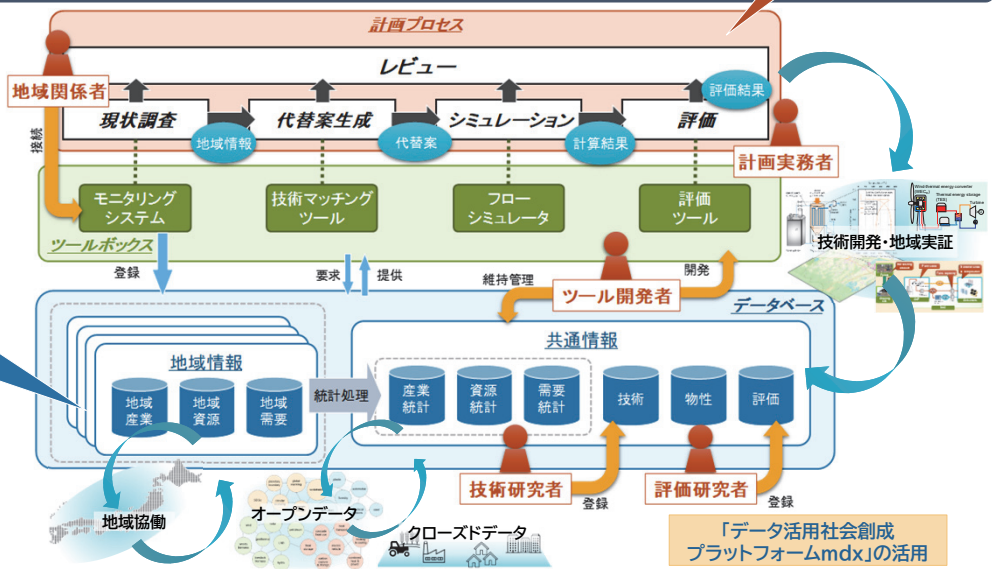 計画プロセス
レビュー
地域関係者
現状調査
代替案生成
シミュレーション
評価
評価結果
地域情報
代替案
計算結果
計画実務者
接続
モニタリング
システム
技術マッチング
ツール
フロー
シミュレータ
評価
ツール
ツールボックス
Wind-thermal energy converter
Thermal energy storage
(TES)
Turbine
技術開発・地域実証
登録
要求
提供
維持管理
開発
ツール開発者
データベース
地域情報
地域
産業
地域
資源
地域
需要
統計処理
共通情報
産業
統計
資源
統計
需要
統計
技術
物性
評価
技術研究者
登録
評価研究者
登録
地域協働
オープンデータ
クローズドデータ
「データ活用社会創成
プラットフォームmdx」の活用